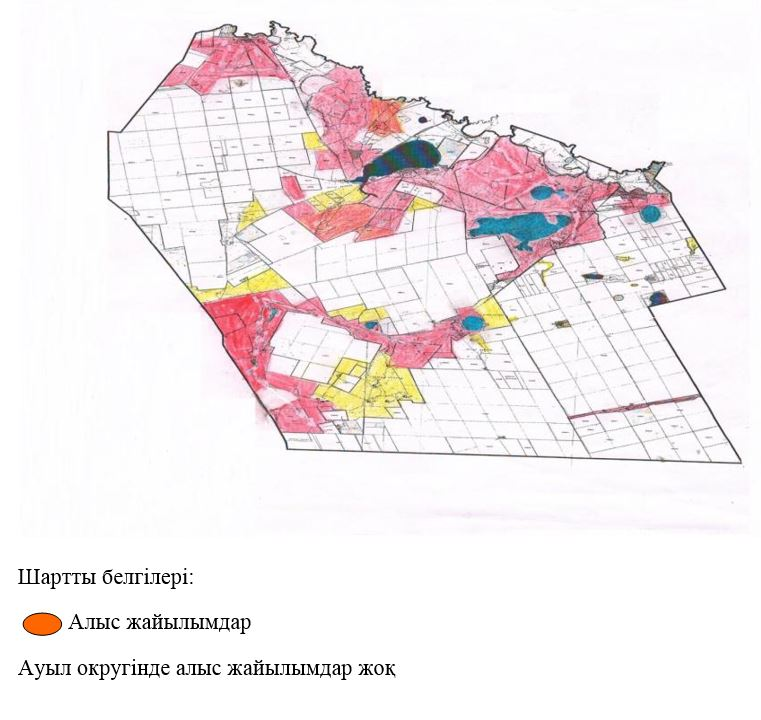 Шартты белгілері:
Алыс жайылымдар
Ауыл округінде алыс жайылымдар жоқ